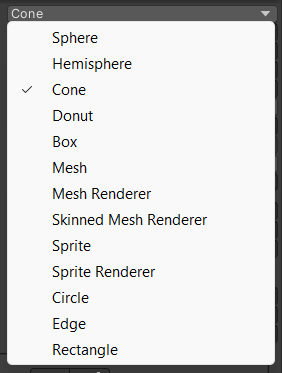 Cone
Sphere
Hemisphere
Cone
Donut
Box
Mesh
Mesh Renderer
Skinned Mesh Renderer
Sprite
Sprite Renderer
Circle
Edge
Rectangle